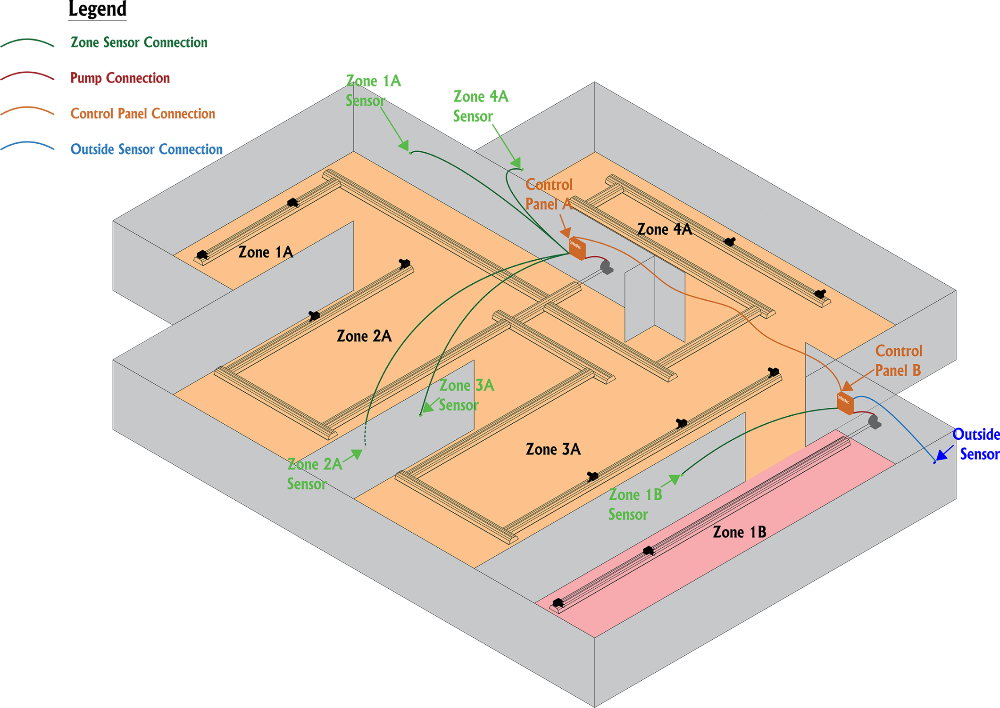 Legend
Zone Sensor Connection
Pump Connection
Control Panel Connection
Outside Sensor Connection
Zone 1A
Sensor
Zone 4A
Sensor
Control
Panel A
Zone 4A
Zone 1A
Zone 2A
Control
Panel B
Zone 3A
Sensor
Outside
Sensor
Zone 3A
Zone 2A
Sensor
Zone 1B
Sensor
Zone 1B